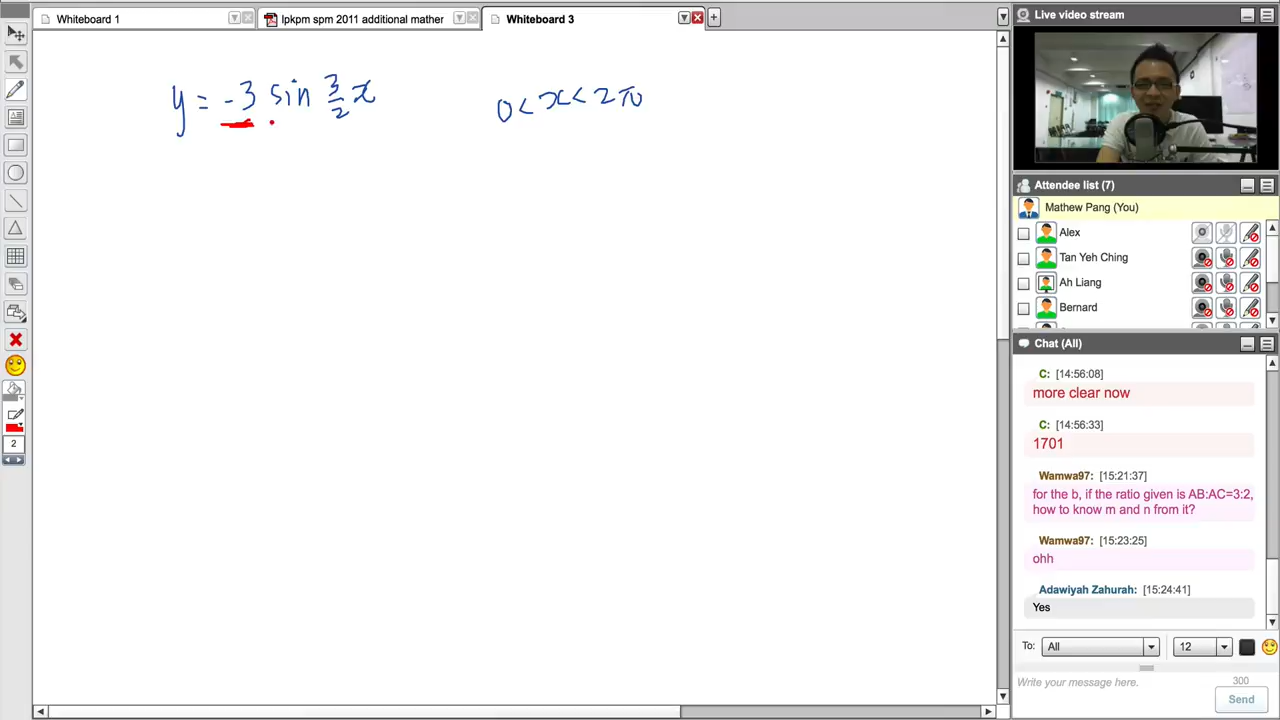 Whiteboard 1
lpkpm spm 2011 additional mather
Whiteboard 3
y = -3 sin 3/2 x
0 < x < 2π
2
Live video stream
Attendee list (7)
Mathew Pang (You)
Alex
Tan Yeh Ching
Ah Liang
Bernard
Chat (All)
C: [14:56:08]
more clear now
C: [14:56:33]
1701
Wamwa97: [15:21:37]
for the b, if the ratio given is AB:AC=3:2,
how to know m and n from it?
Wamwa97: [15:23:25]
ohh
Adawiyah Zahurah: [15:24:41]
Yes
To: All 12
Write your message here.
300
Send